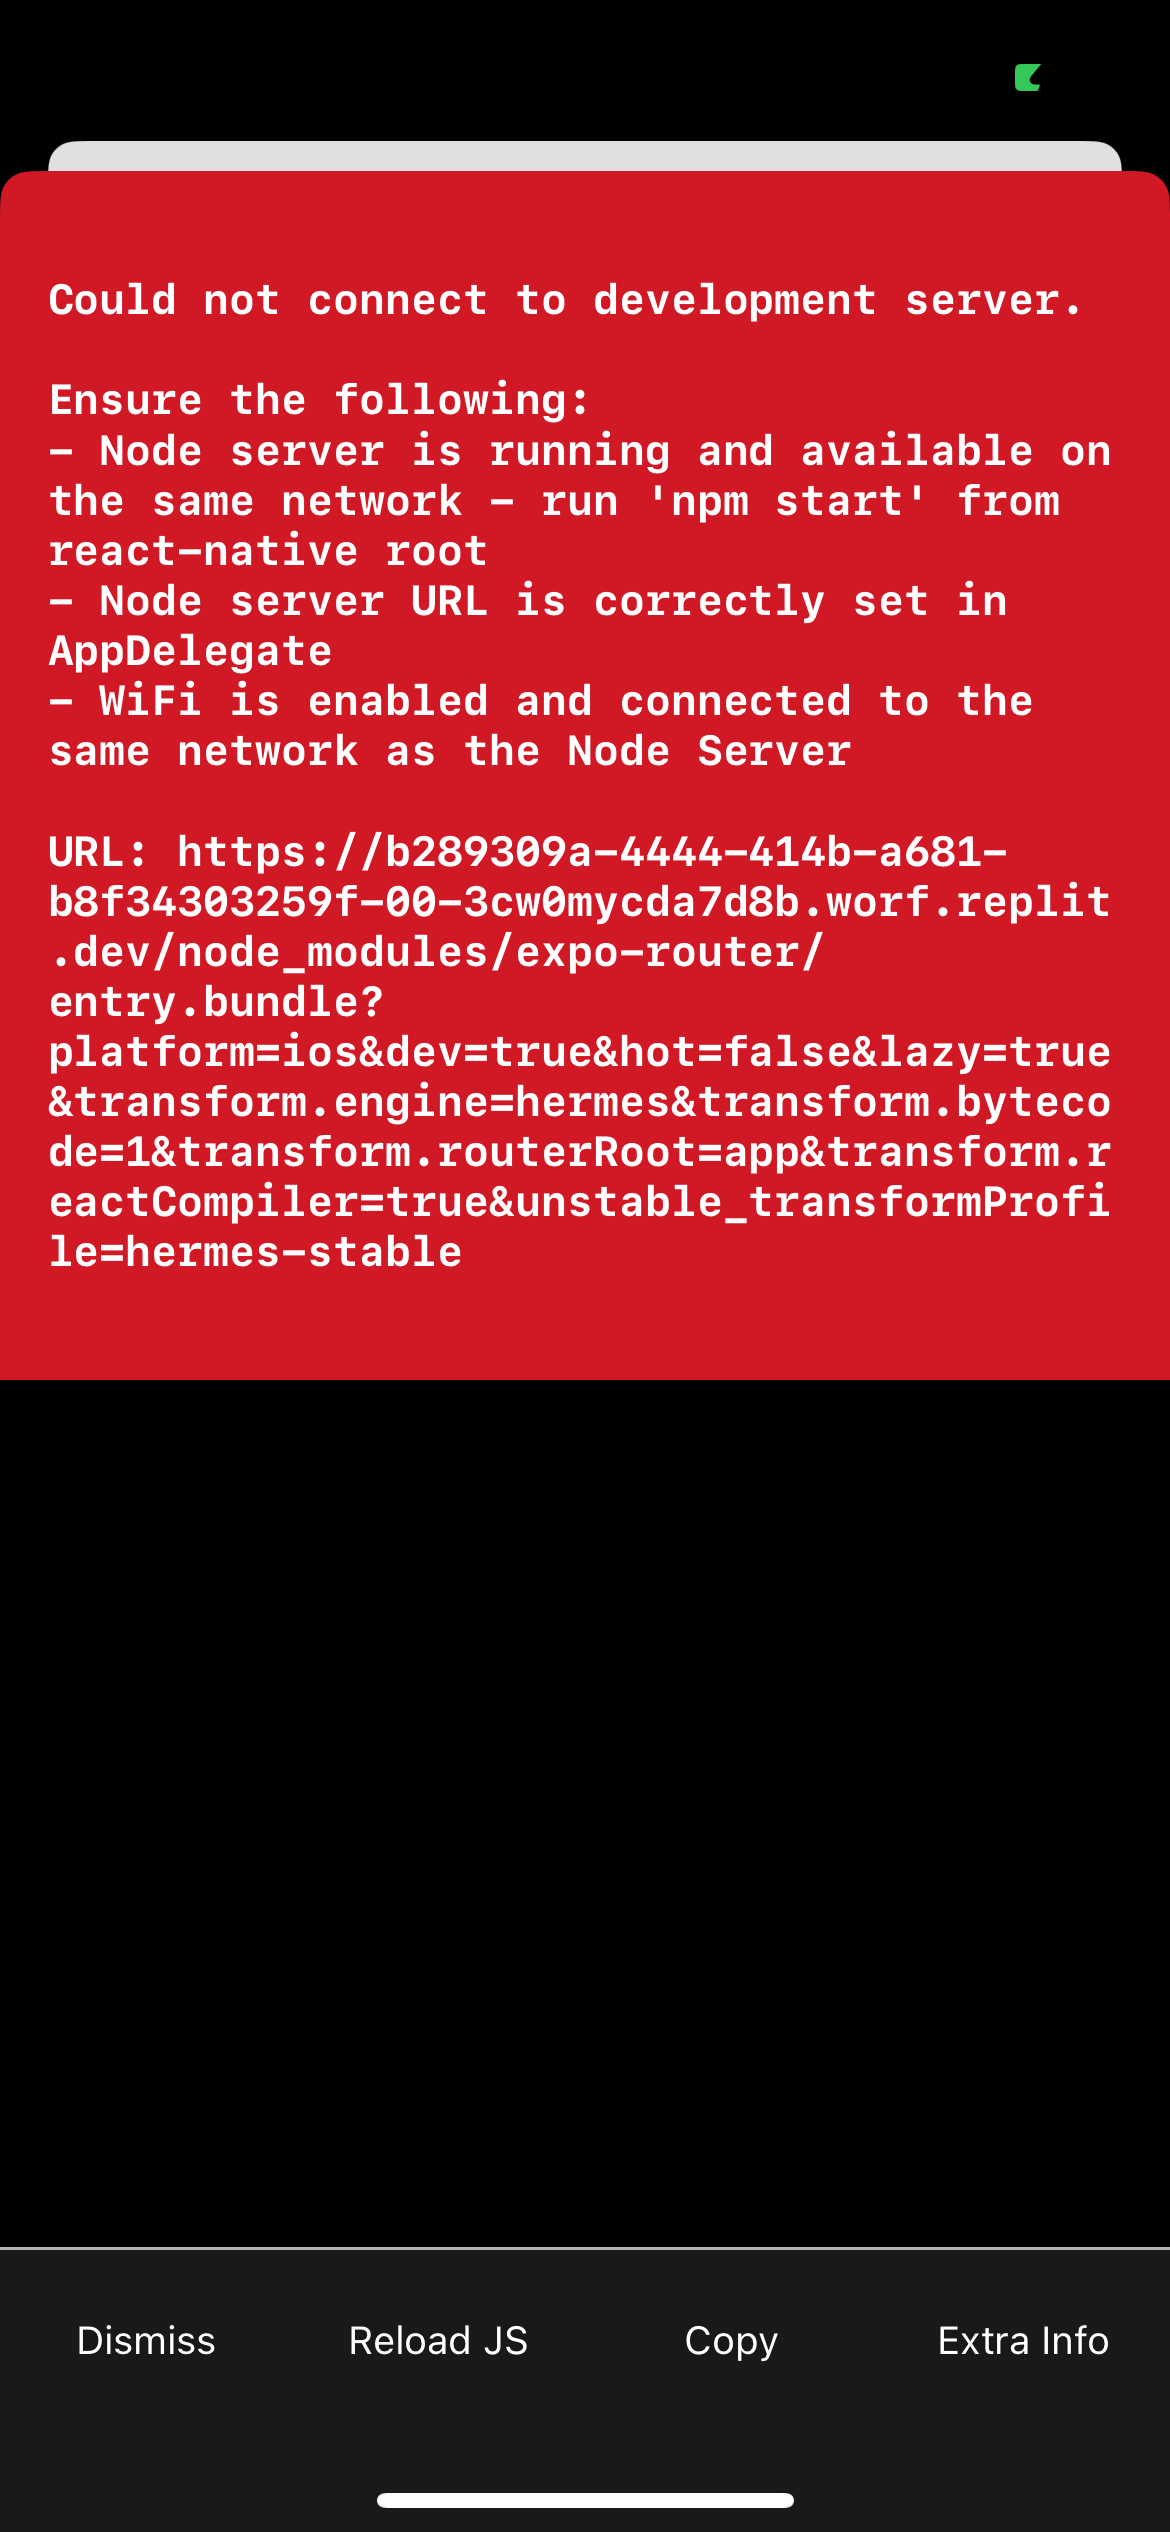 Could not connect to development server.
Ensure the following:
- Node server is running and available on
the same network - run 'npm start' from
react-native root
- Node server URL is correctly set in
AppDelegate
- WiFi is enabled and connected to the
same network as the Node Server
URL: https://b289309a-4444-414b-a681-
b8f34303259f-00-3cw0mycda7d8b.worf.replit
.dev/node_modules/expo-router/
entry.bundle?
platform=ios&dev=true&hot=false&lazy=true
&transform.engine=hermes&transform.byteco
de=1&transform.routerRoot=app&transform.r
eactCompiler=true&unstable_transformProfi
le=hermes-stable
Dismiss Reload JS Copy Extra Info